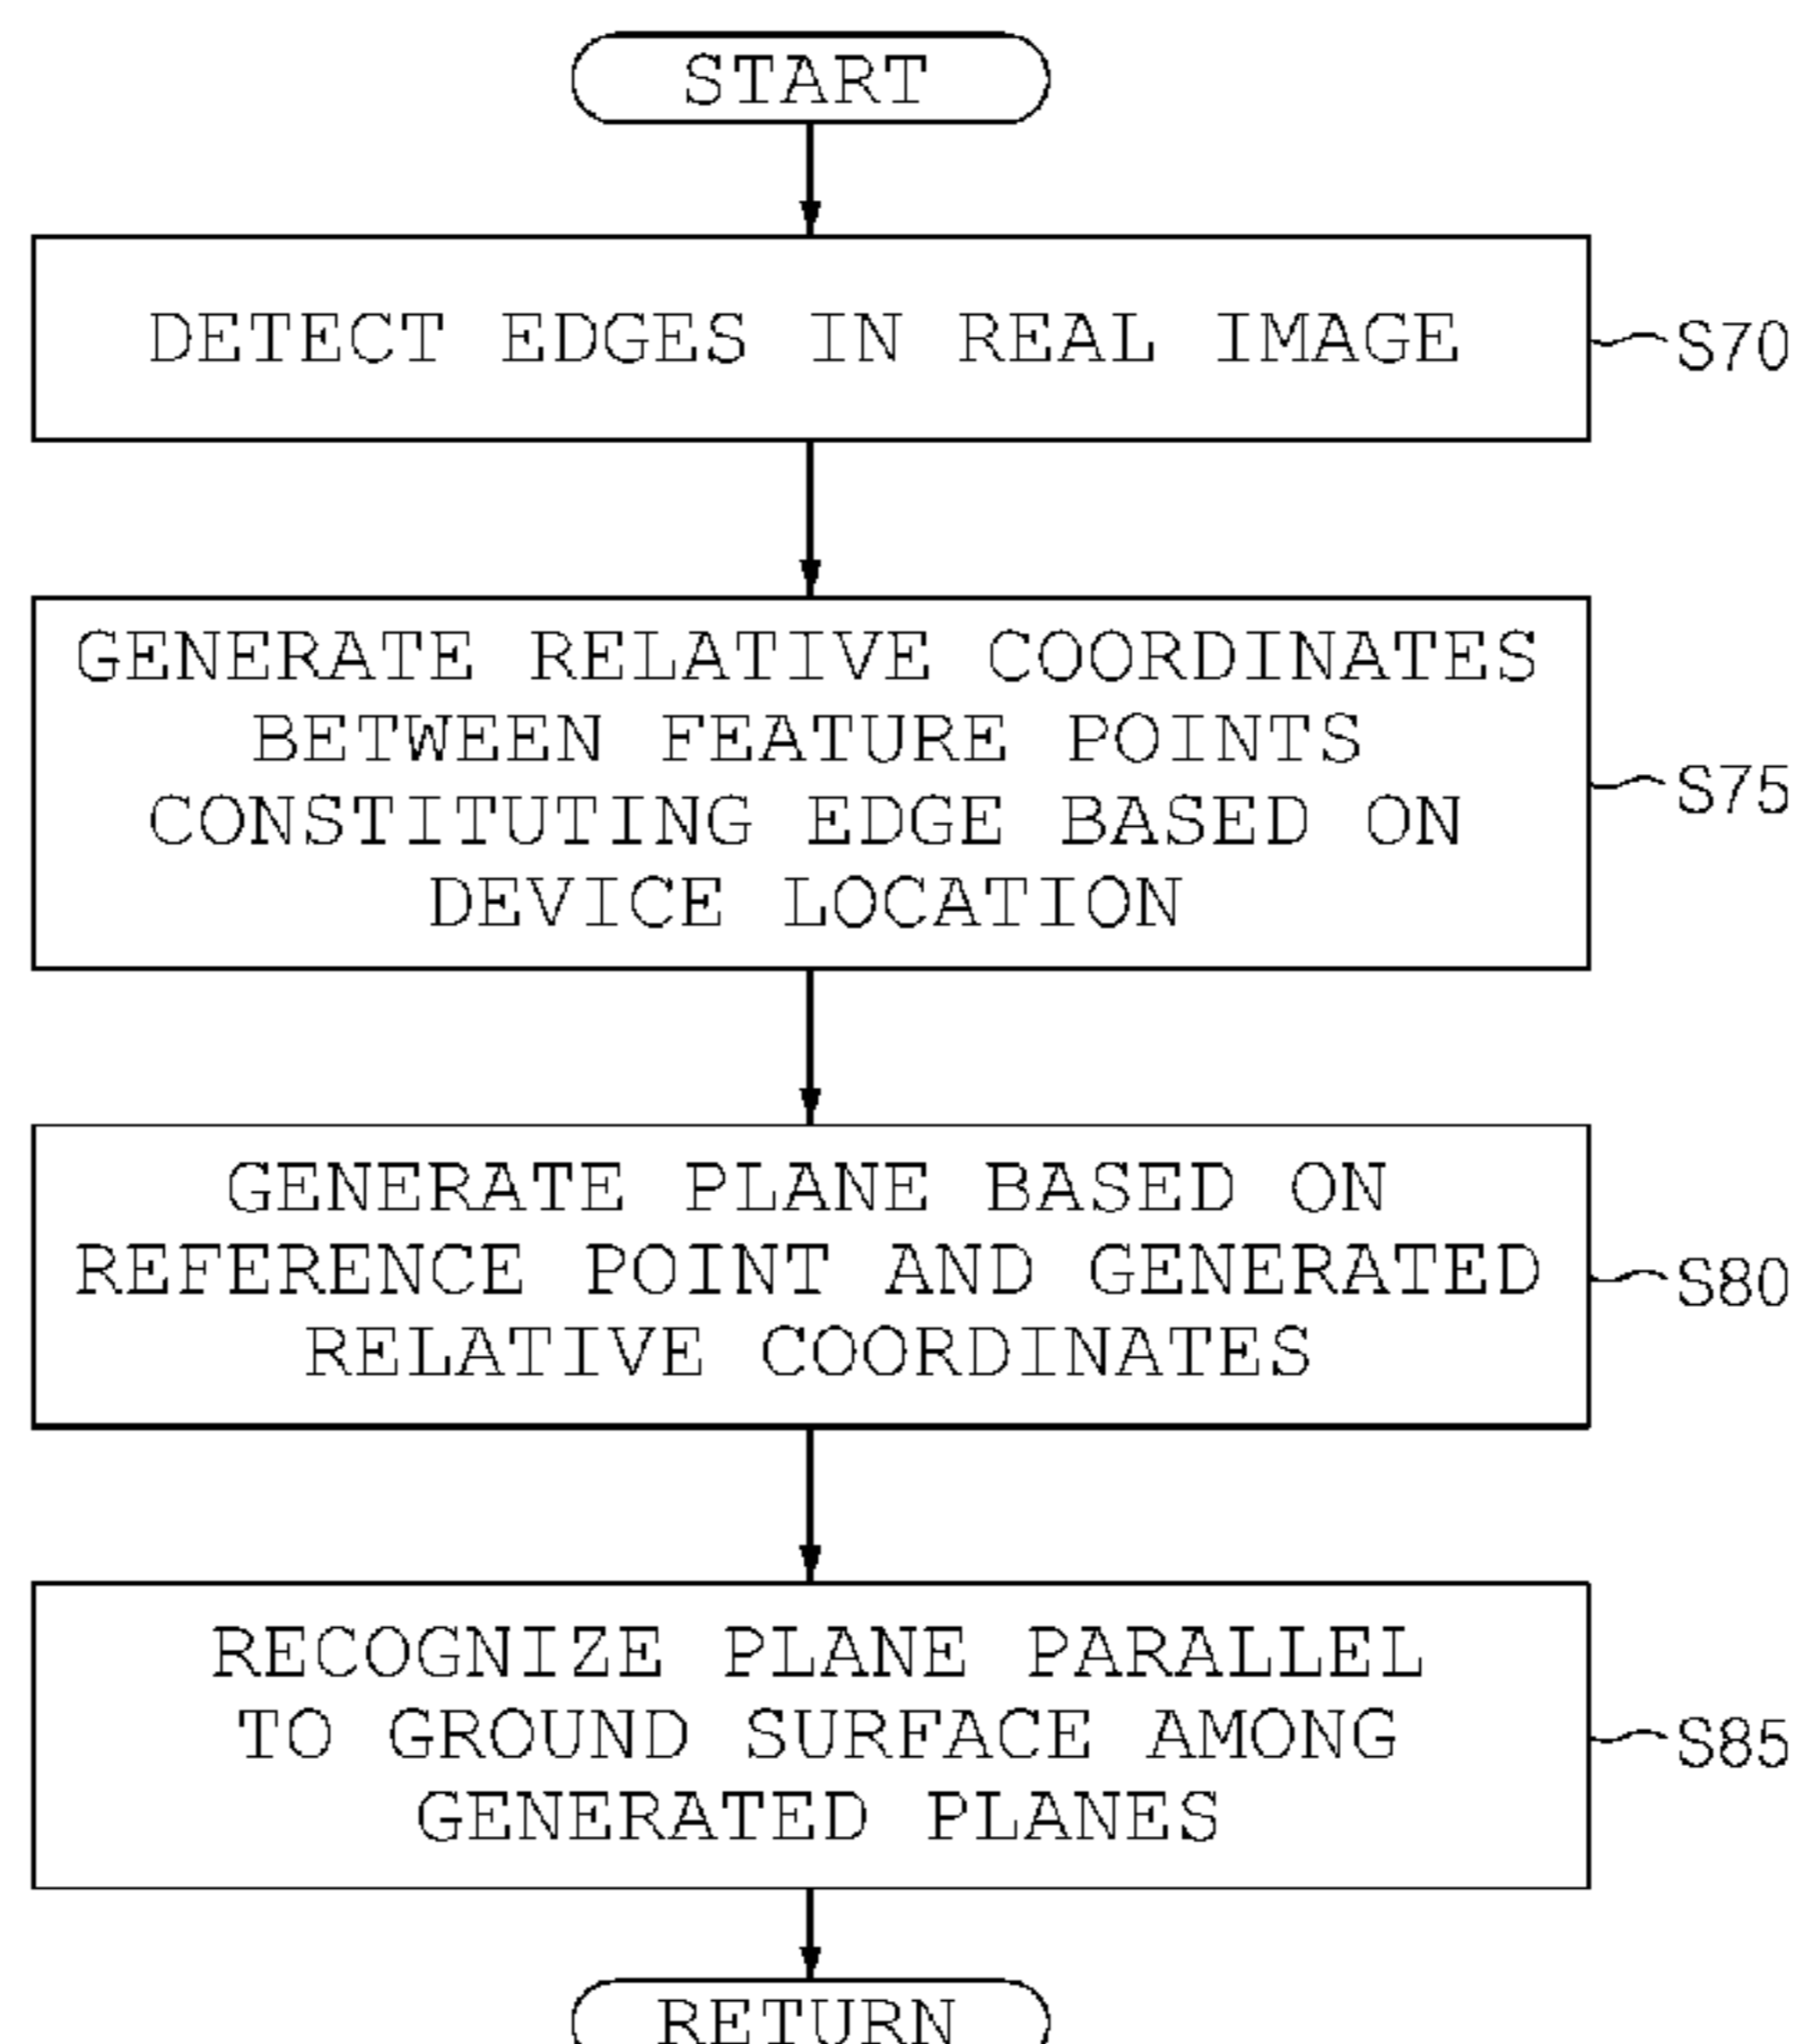 START
DETECT EDGES IN REAL IMAGE
S70
GENERATE RELATIVE COORDINATES
BETWEEN FEATURE POINTS
CONSTITUTING EDGE BASED ON
DEVICE LOCATION
S75
GENERATE PLANE BASED ON
REFERENCE POINT AND GENERATED
RELATIVE COORDINATES
S80
RECOGNIZE PLANE PARALLEL
TO GROUND SURFACE AMONG
GENERATED PLANES
S85
RETURN